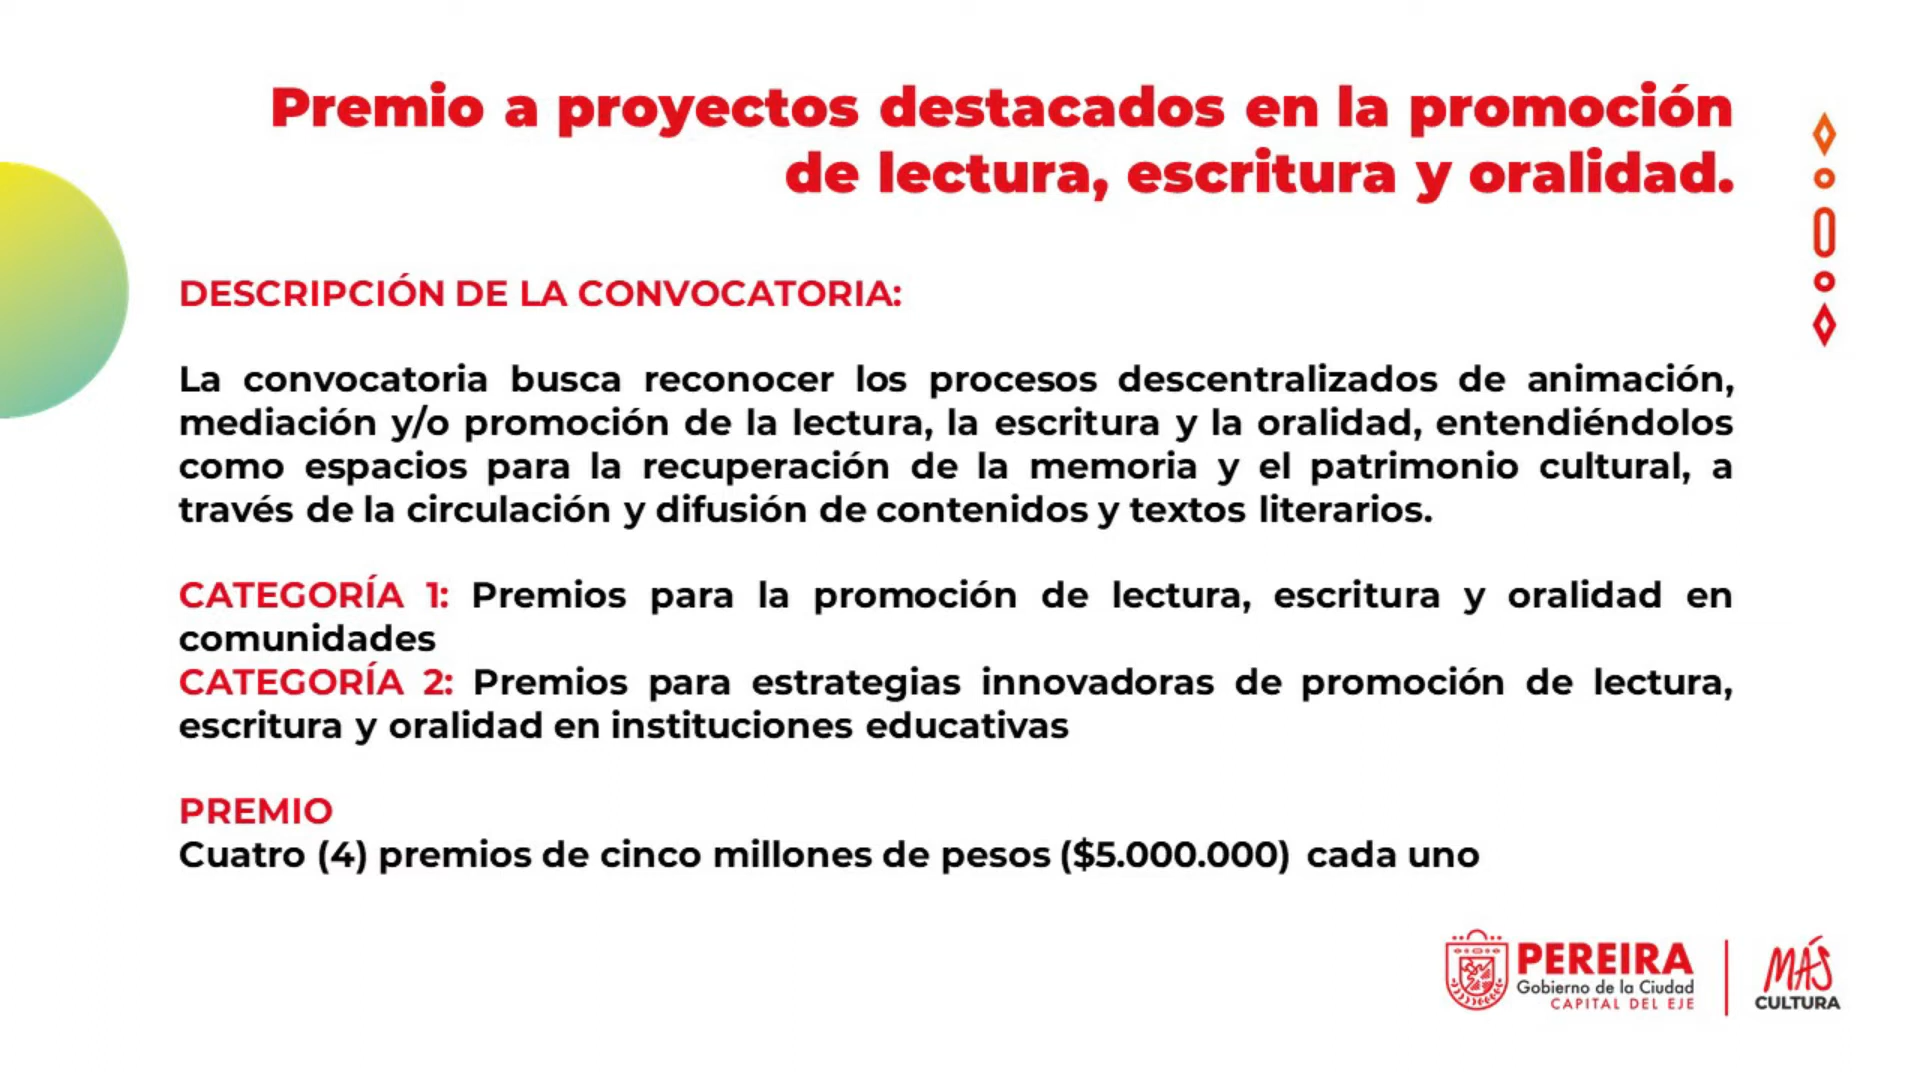 Premio a proyectos destacados en la promoción
de lectura, escritura y oralidad.
DESCRIPCIÓN DE LA CONVOCATORIA:
La convocatoria busca reconocer los procesos descentralizados de animación,
mediación y/o promoción de la lectura, la escritura y la oralidad, entendiéndolos
como espacios para la recuperación de la memoria y el patrimonio cultural, a
través de la circulación y difusión de contenidos y textos literarios.
CATEGORÍA 1: Premios para la promoción de lectura, escritura y oralidad en
comunidades
CATEGORÍA 2: Premios para estrategias innovadoras de promoción de lectura,
escritura y oralidad en instituciones educativas
PREMIO
Cuatro (4) premios de cinco millones de pesos ($5.000.000) cada uno
PEREIRA
Gobierno de la Ciudad
CAPITAL DEL EJE
MÁS
CULTURA